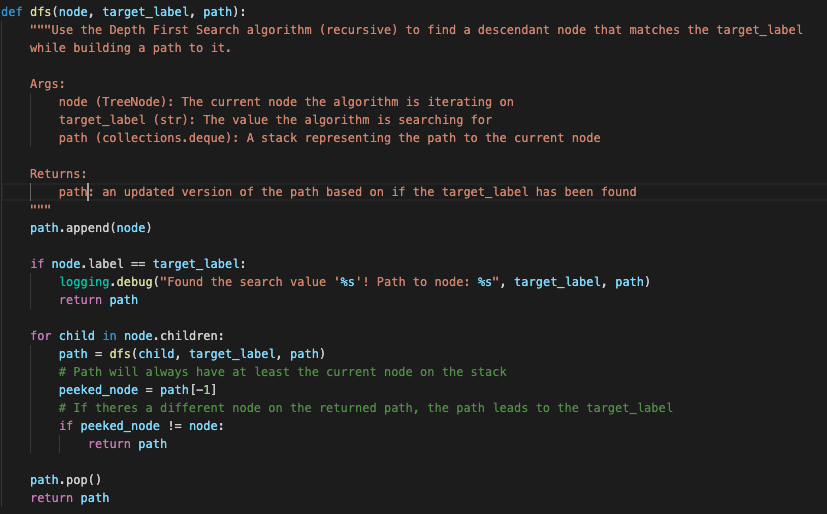 def dfs(node, target_label, path):
    """Use the Depth First Search algorithm (recursive) to find a descendant node that matches the target_label
    while building a path to it.

    Args:
        node (TreeNode): The current node the algorithm is iterating on
        target_label (str): The value the algorithm is searching for
        path (collections.deque): A stack representing the path to the current node

    Returns:
        path: an updated version of the path based on if the target_label has been found
    """
    path.append(node)

    if node.label == target_label:
        logging.debug("Found the search value '%s'! Path to node: %s", target_label, path)
        return path

    for child in node.children:
        path = dfs(child, target_label, path)
        # Path will always have at least the current node on the stack
        peeked_node = path[-1]
        # If theres a different node on the returned path, the path leads to the target_label
        if peeked_node != node:
            return path

    path.pop()
    return path